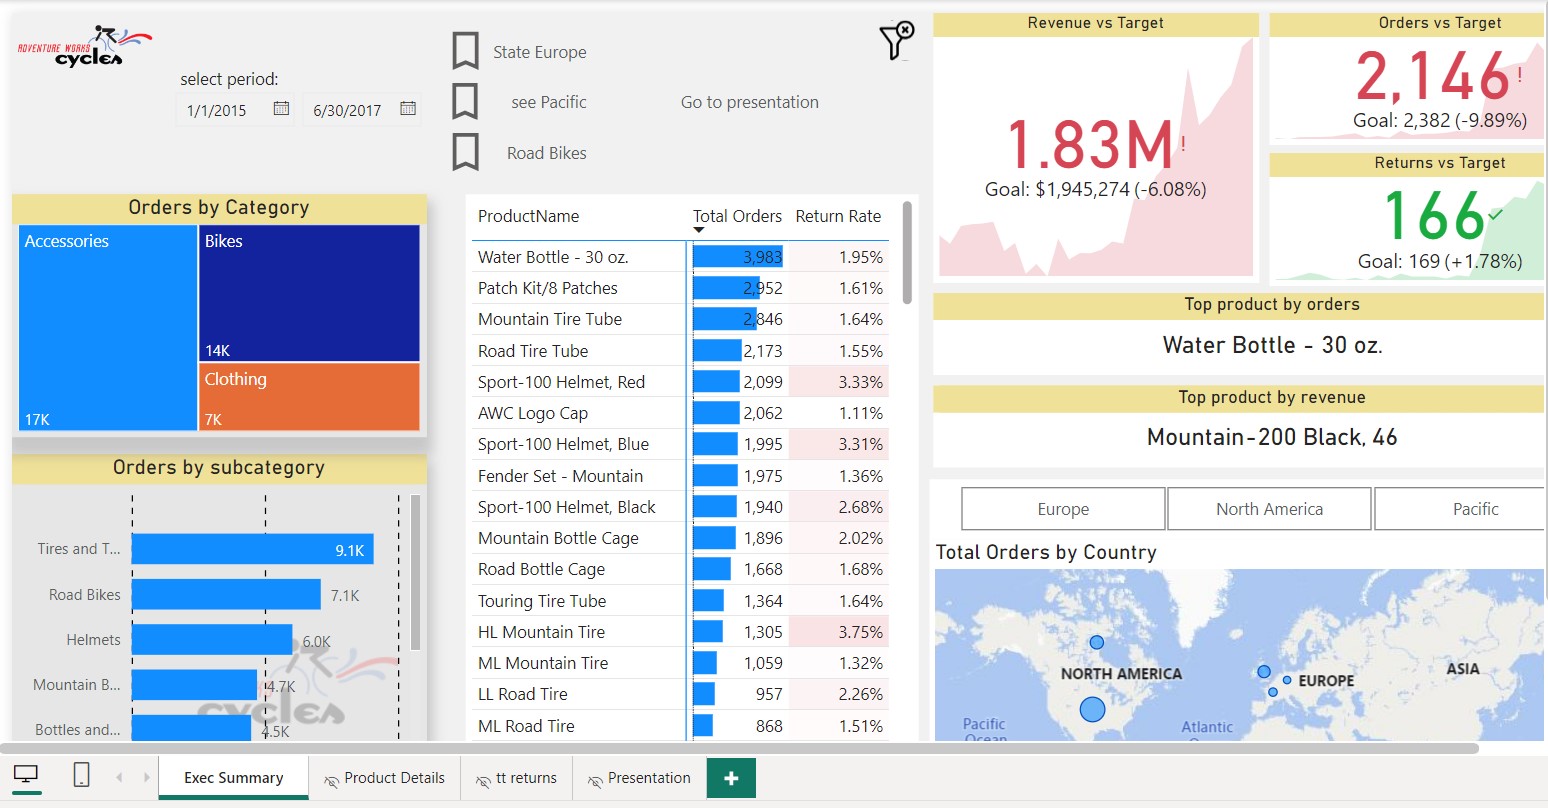 ADVENTURE WORKS
cycles
select period:
1/1/2015
6/30/2017
State Europe
see Pacific
Road Bikes
Go to presentation
Orders by Category
Accessories
17K
Bikes
14K
Clothing
7K
Orders by subcategory
Tires and T... 9.1K
Road Bikes 7.1K
Helmets 6.0K
Mountain B... 4.7K
Bottles and... 4.5K
cycles
ProductName Total Orders Return Rate
Water Bottle - 30 oz. 3,983 1.95%
Patch Kit/8 Patches 2,952 1.61%
Mountain Tire Tube 2,846 1.64%
Road Tire Tube 2,173 1.55%
Sport-100 Helmet, Red 2,099 3.33%
AWC Logo Cap 2,062 1.11%
Sport-100 Helmet, Blue 1,995 3.31%
Fender Set - Mountain 1,975 1.36%
Sport-100 Helmet, Black 1,940 2.68%
Mountain Bottle Cage 1,896 2.02%
Road Bottle Cage 1,668 1.68%
Touring Tire Tube 1,364 1.64%
HL Mountain Tire 1,305 3.75%
ML Mountain Tire 1,059 1.32%
LL Road Tire 957 2.26%
ML Road Tire 868 1.51%
Revenue vs Target
1.83M!
Goal: $1,945,274 (-6.08%)
Orders vs Target
2,146!
Goal: 2,382 (-9.89%)
Returns vs Target
166
Goal: 169 (+1.78%)
Top product by orders
Water Bottle - 30 oz.
Top product by revenue
Mountain-200 Black, 46
Europe
North America
Pacific
Total Orders by Country
NORTH AMERICA
EUROPE
ASIA
Pacific
Ocean
Atlantic
Exec Summary
Product Details
tt returns
Presentation